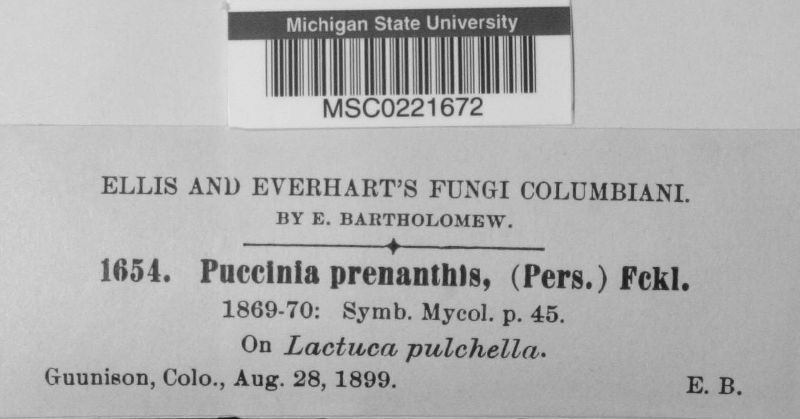 Michigan State University
MSC0221672
ELLIS AND EVERHART'S FUNGI COLUMBIANI.
BY E. BARTHOLOMEW.
1654. Puccinia prenanthis, (Pers.) Fckl.
1869-70: Symb. Mycol. p. 45.
On Lactuca pulchella.
Guunison, Colo., Aug. 28, 1899.
E. B.